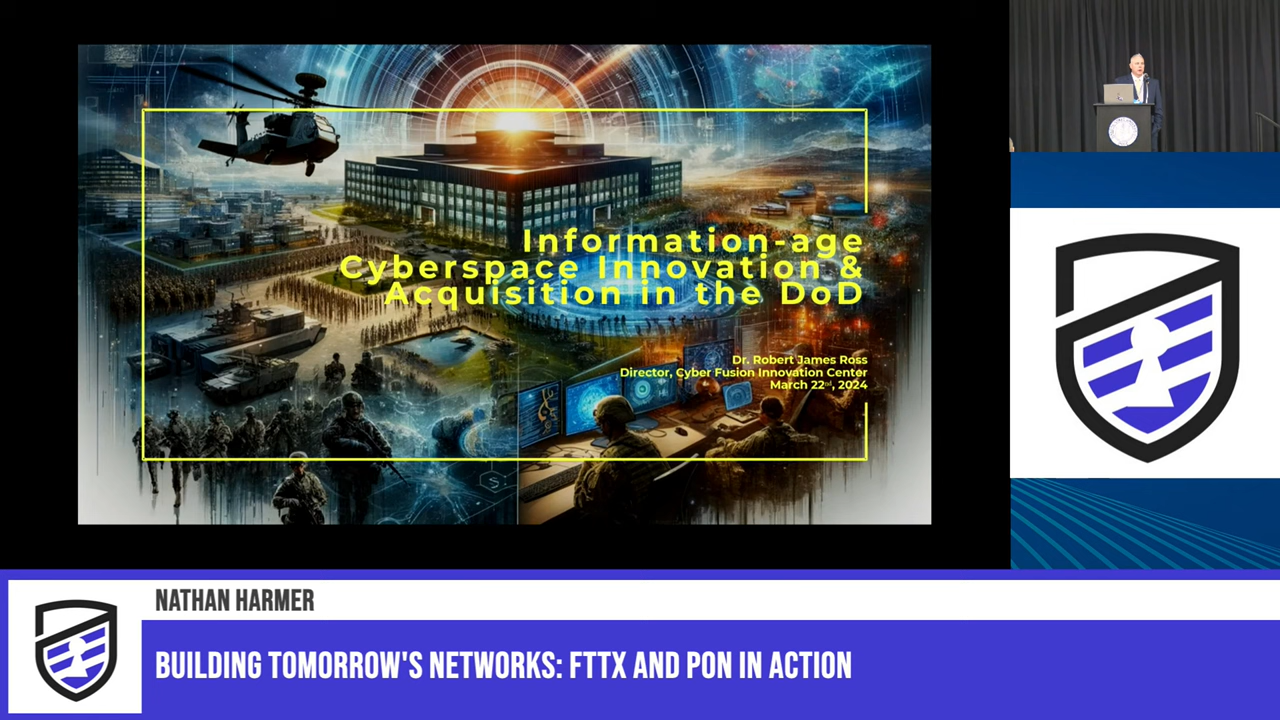 Information-age
Cyberspace Innovation &
Acquisition in the DoD
Dr. Robert James Ross
Director, Cyber Fusion Innovation Center
March 22nd, 2024
NATHAN HARMER
BUILDING TOMORROW'S NETWORKS: FTTX AND PON IN ACTION